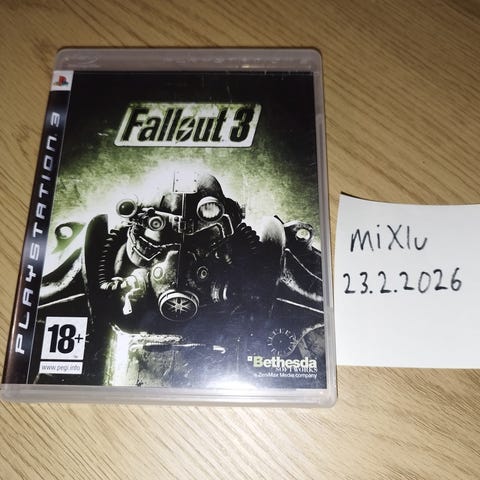 PLAYSTATION 3
Fallout 3
18+
www.pegi.info
Bethesda
SOFTWORKS
a ZeniMax Media company
miXlu
23.2.2026